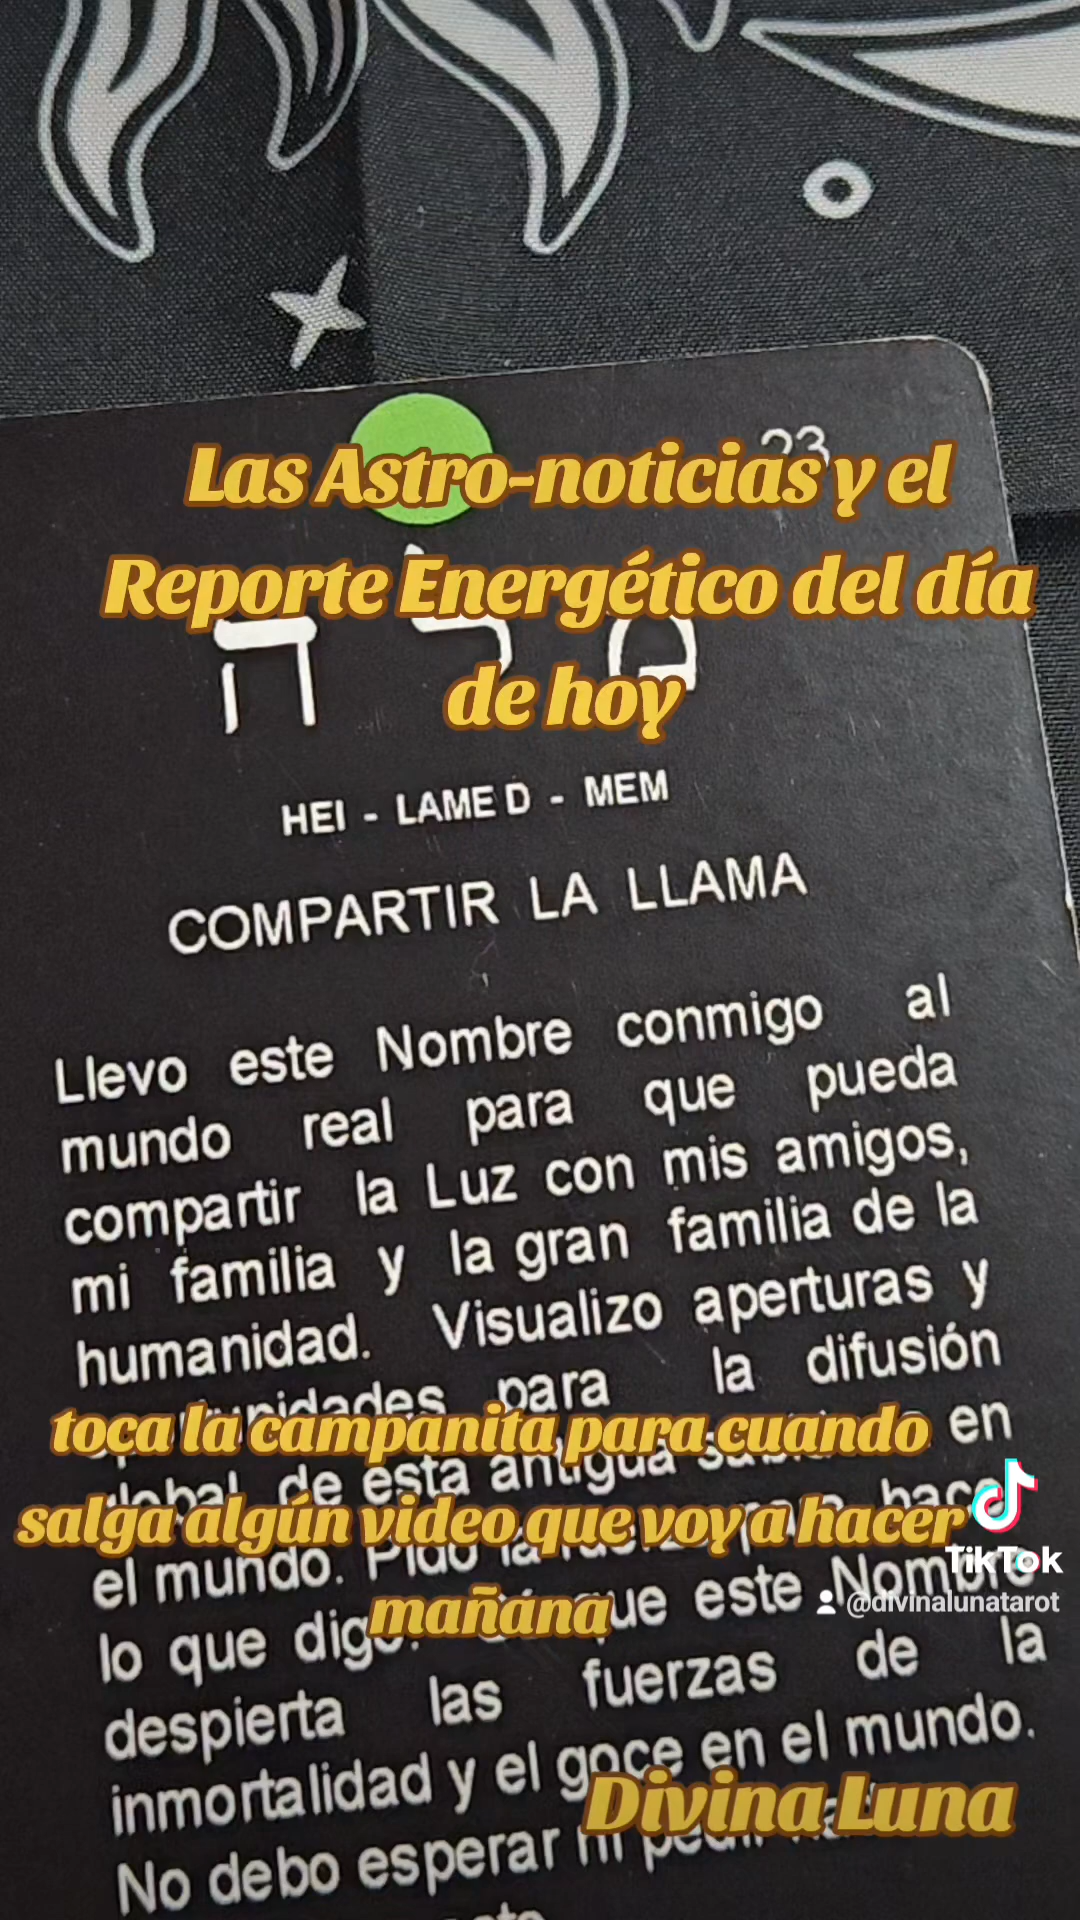 23
Las Astro-noticias y el
Reporte Energético del día
de hoy
מ ל ה
HEI - LAMED - MEM
COMPARTIR LA LLAMA
Llevo este Nombre conmigo al
mundo real para que pueda
compartir la Luz con mis amigos,
mi familia y la gran familia de la
humanidad. Visualizo aperturas y
para la difusión
de esta antigua en
el mundo. Pido la
lo que digo. que este Nombre
despierta las fuerzas de la
inmortalidad y el goce en el mundo.
No debo esperar ni
toca la campanita para cuando
salga algún video que voy a hacer
mañana
TikTok
@divinalunatarot
Divina Luna